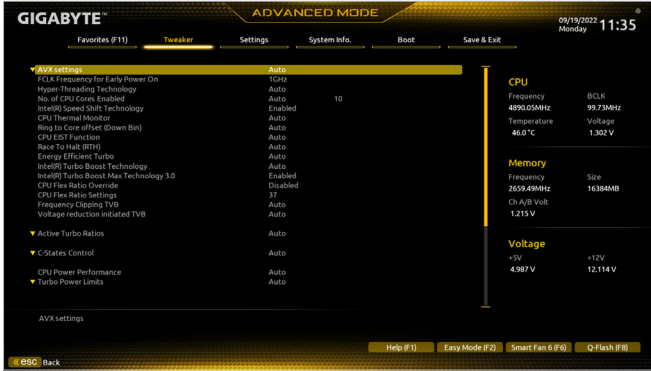 GIGABYTE™
ADVANCED MODE
09/19/2022 Monday 11:35
Favorites (F11) Tweaker Settings System Info. Boot Save & Exit
AVX settings Auto
FCLK Frequency for Early Power On 1GHz
Hyper-Threading Technology Auto
No. of CPU Cores Enabled Auto 10
Intel(R) Speed Shift Technology Enabled
CPU Thermal Monitor Auto
Ring to Core offset (Down Bin) Auto
CPU EIST Function Auto
Race To Halt (RTH) Auto
Energy Efficient Turbo Auto
Intel(R) Turbo Boost Technology Auto
Intel(R) Turbo Boost Max Technology 3.0 Enabled
CPU Flex Ratio Override Disabled
CPU Flex Ratio Settings 37
Frequency Clipping TVB Auto
Voltage reduction initiated TVB Auto
Active Turbo Ratios Auto
C-States Control Auto
CPU Power Performance Auto
Turbo Power Limits Auto
CPU
Frequency BCLK
4890.05MHz 99.73MHz
Temperature Voltage
46.0 °C 1.302 V
Memory
Frequency Size
2659.49MHz 16384MB
Ch A/B Volt
1.215 V
Voltage
+5V +12V
4.987 V 12.114 V
AVX settings
Help (F1) Easy Mode (F2) Smart Fan 6 (F6) Q-Flash (F8)
esc Back